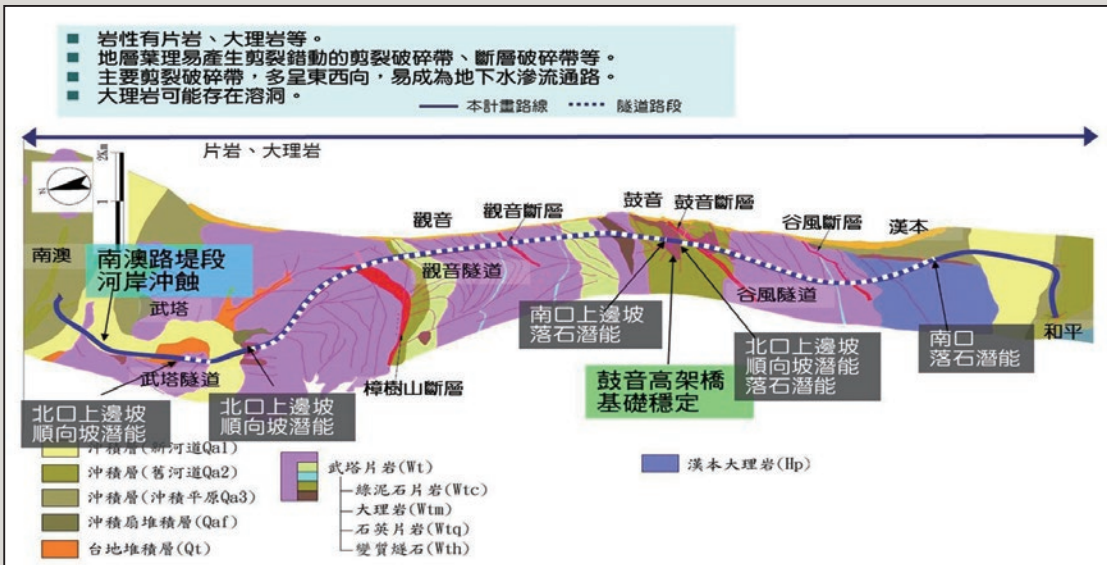 岩性有片岩、大理岩等。
地層葉理易產生剪裂錯動的剪裂破碎帶、斷層破碎帶等。
主要剪裂破碎帶，多呈東西向，易成為地下水滲流通路。
大理岩可能存在溶洞。
本計畫路線 隧道路段
片岩、大理岩
2Km
1
N
南澳
南澳路堤段
河岸沖蝕
武塔
武塔隧道
觀音
觀音斷層
觀音隧道
樟樹山斷層
鼓音
鼓音斷層
谷風斷層
漢本
谷風隧道
和平
北口上邊坡
順向坡潛能
北口上邊坡
順向坡潛能
南口上邊坡
落石潛能
鼓音高架橋
基礎穩定
北口上邊坡
順向坡潛能
落石潛能
南口
落石潛能
沖積層(新河道Qa1)
沖積層(舊河道Qa2)
沖積層(沖積平原Qa3)
沖積扇堆積層(Qaf)
台地堆積層(Qt)
武塔片岩(Wt)
綠泥石片岩(Wtc)
大理岩(Wtm)
石英片岩(Wtq)
變質燧石(Wth)
漢本大理岩(Hp)